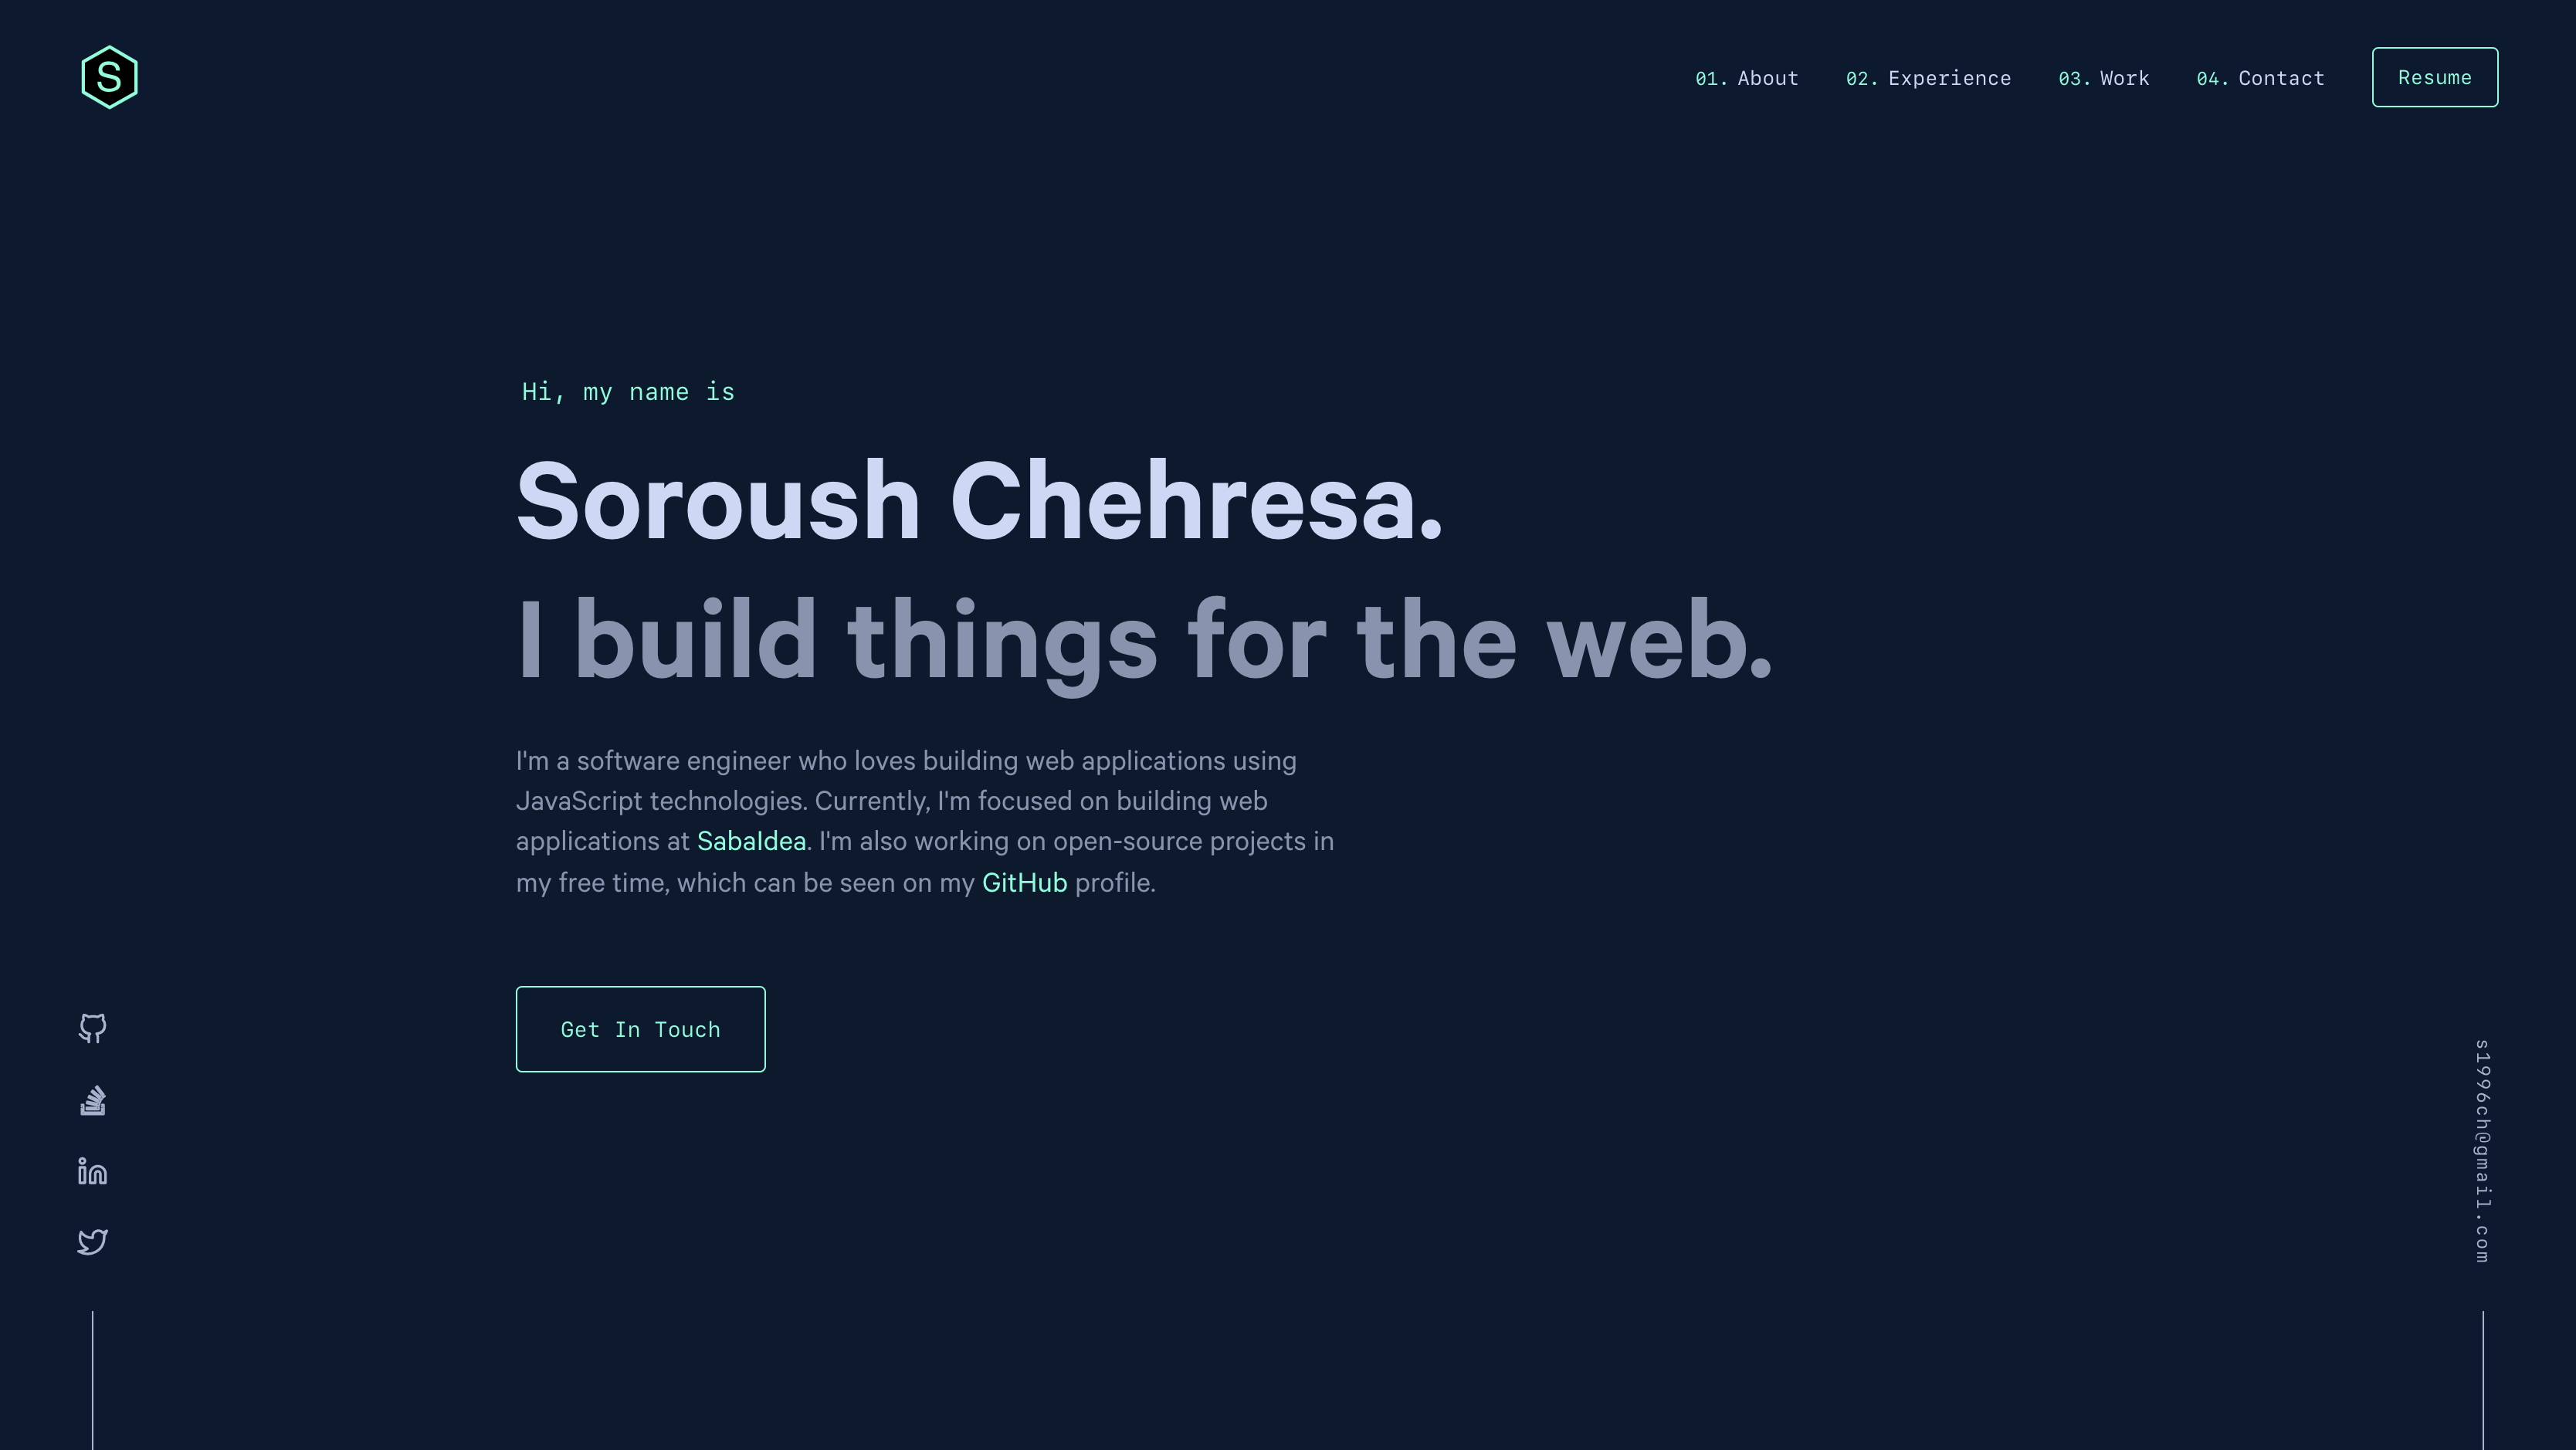 S
01. About 02. Experience 03. Work 04. Contact Resume
Hi, my name is
Soroush Chehresa.
I build things for the web.
I'm a software engineer who loves building web applications using
JavaScript technologies. Currently, I'm focused on building web
applications at SabaIdea. I'm also working on open-source projects in
my free time, which can be seen on my GitHub profile.
Get In Touch
in
s1996ch@gmail.com